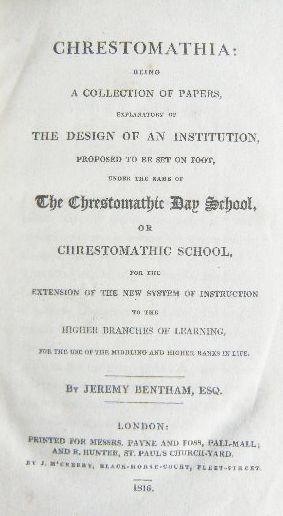 CHRESTOMATHIA:
BEING
A COLLECTION OF PAPERS,
EXPLANATORY OF
THE DESIGN OF AN INSTITUTION,
PROPOSED TO BE SET ON FOOT,
UNDER THE NAME OF
The Chrestomathic Day School,
OR
CHRESTOMATHIC SCHOOL,
FOR THE
EXTENSION OF THE NEW SYSTEM OF INSTRUCTION
TO THE
HIGHER BRANCHES OF LEARNING,
FOR THE USE OF THE MIDDLING AND HIGHER RANKS IN LIFE.
BY JEREMY BENTHAM, ESQ.
LONDON:
PRINTED FOR MESSRS. PAYNE AND FOSS, PALL-MALL;
AND R. HUNTER, ST. PAUL'S CHURCH-YARD.
BY J. M'CREERY, BLACK-HORSE-COURT, FLEET-STREET.
1816.